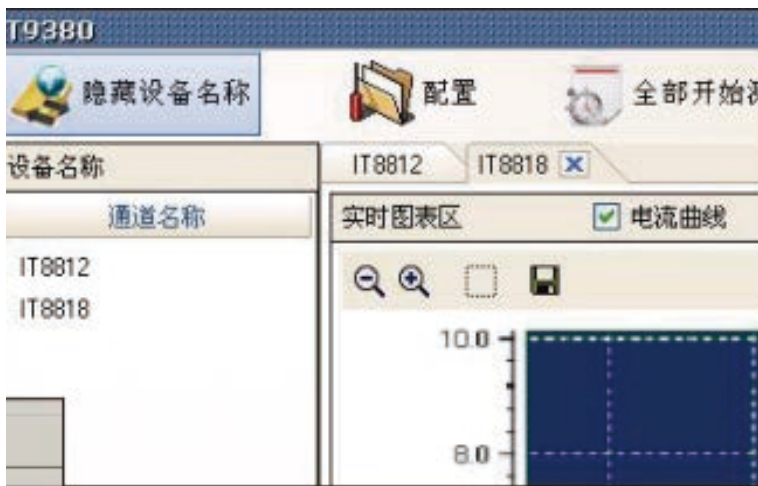 IT9380
隐藏设备名称
配置
全部开始
设备名称
通道名称
IT8812
IT8818
IT8812
IT8818
实时图表区
电流曲线
10.0
8.0